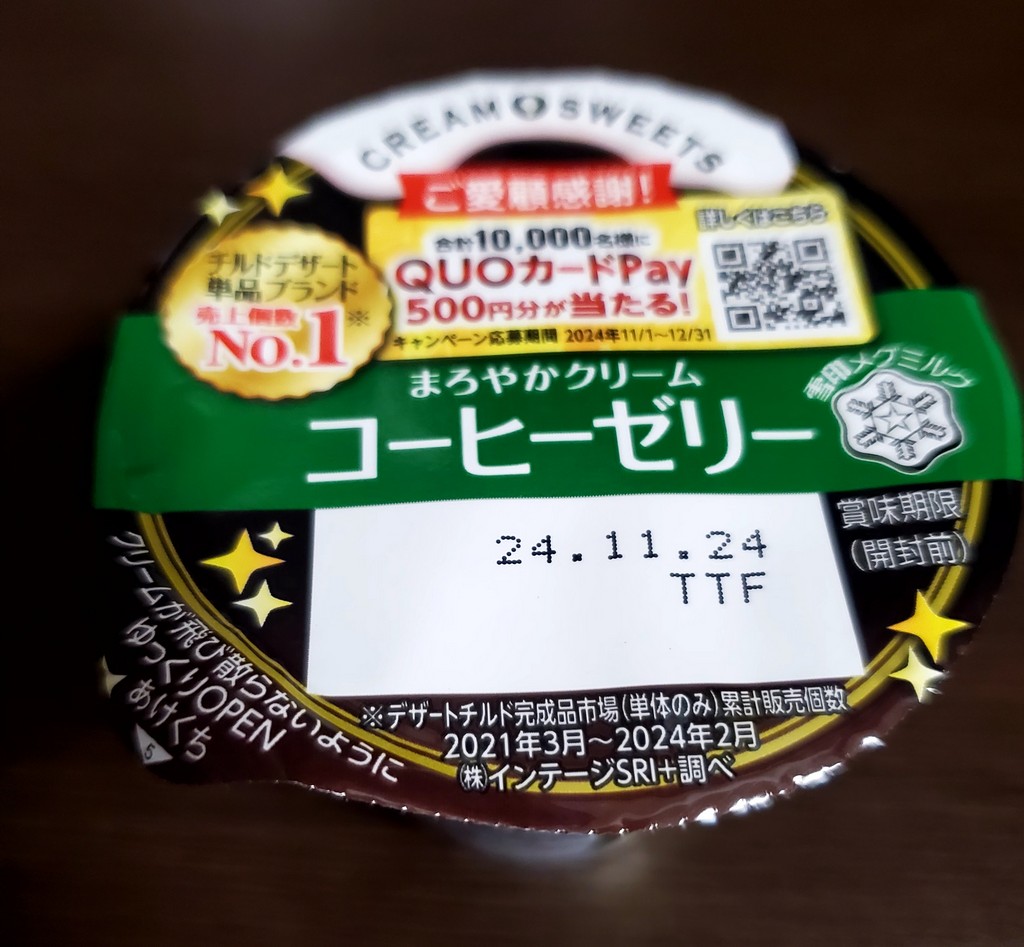 CREAM SWEETS
ご愛顧感謝!
合計10,000名様に
QUOカードPay
500円分が当たる!
キャンペーン応募期間 2024年11/1~12/31
詳しくはこちら
チルドデザート
単品ブランド
売上個数
No.1※
まろやかクリーム
コーヒーゼリー
雪印メグミルク
賞味期限
(開封前)
24.11.24
TTF
クリームが飛び散らないように
ゆっくりOPEN
あけくち
5
※デザートチルド完成品市場(単体のみ)累計販売個数
2021年3月~2024年2月
(株)インテージSRI+調べ